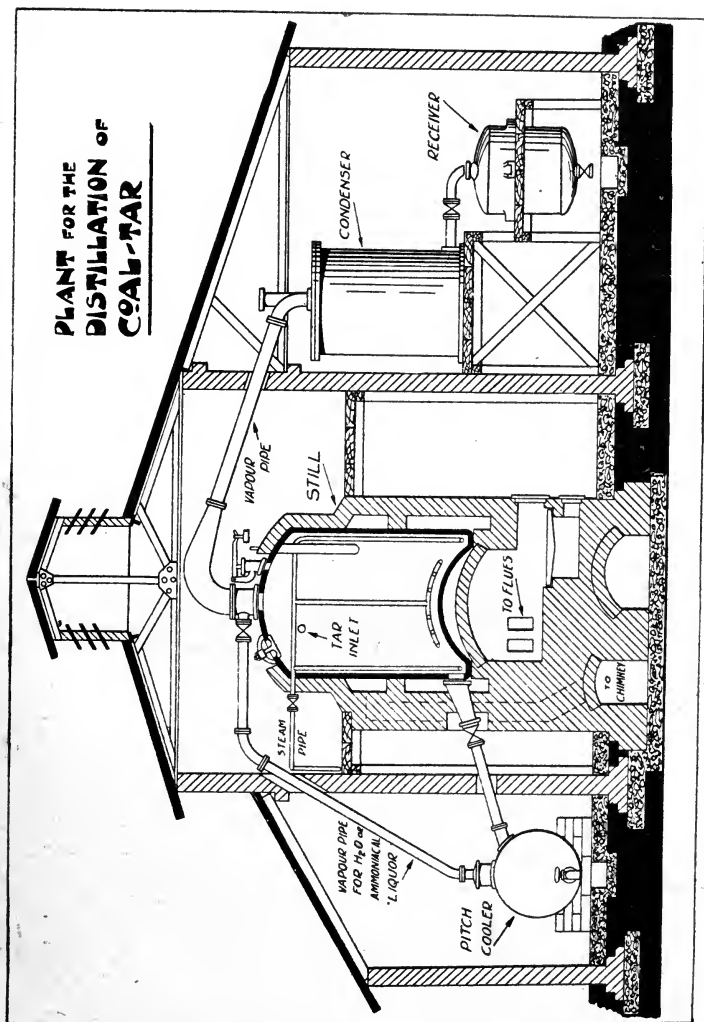 PLANT FOR THE
DISTILLATION OF
COAL-TAR
RECEIVER
CONDENSER
VAPOUR
PIPE
STILL
TAR
INLET
TO FLUES
STEAM
PIPE
TO
CHIMNEY
VAPOUR PIPE
FOR H₂O OR
AMMONIACAL
LIQUOR
PITCH
COOLER